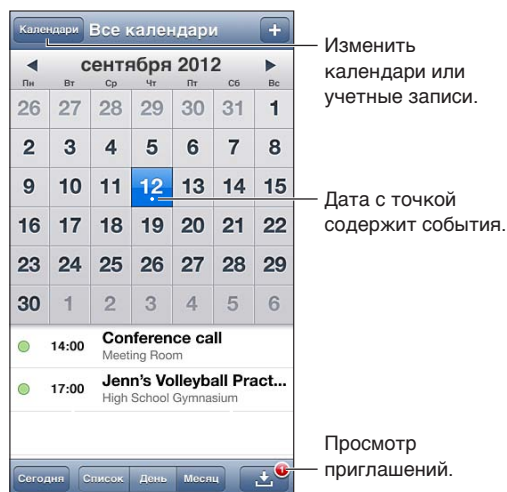 Календари Все календари +
сентября 2012
Пн Вт Ср Чт Пт Сб Вс
26 27 28 29 30 31 1
2 3 4 5 6 7 8
9 10 11 12 13 14 15
16 17 18 19 20 21 22
23 24 25 26 27 28 29
30 1 2 3 4 5 6
14:00 Conference call
Meeting Room
17:00 Jenn's Volleyball Pract...
High School Gymnasium
Сегодня Список День Месяц 1
Изменить
календари или
учетные записи.
Дата с точкой
содержит события.
Просмотр
приглашений.